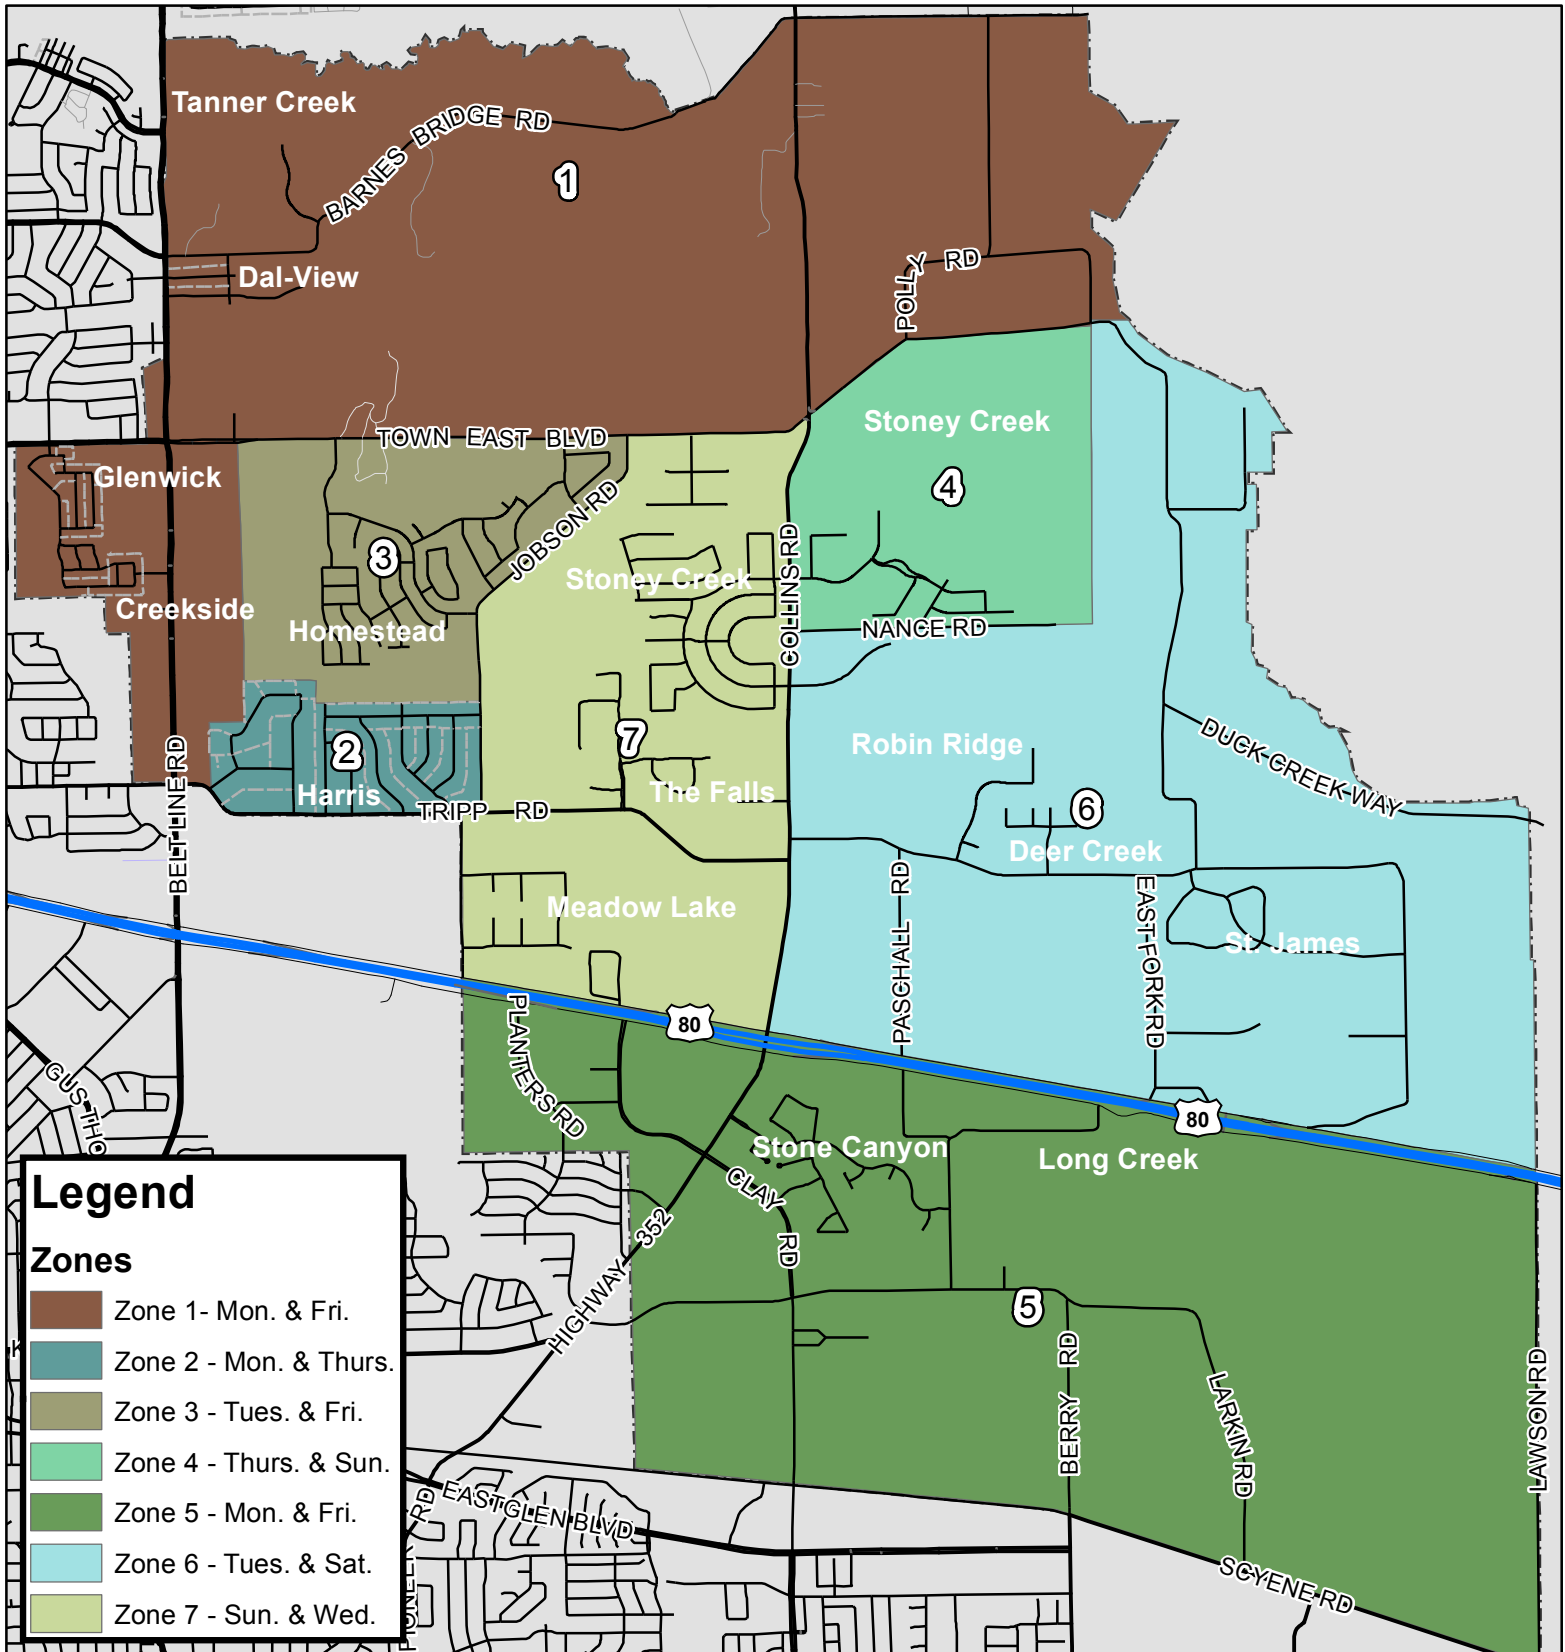 Tanner Creek
BARNES BRIDGE RD
1
Dal-View
POLLY RD
Stoney Creek
TOWN EAST BLVD
Glenwick
4
JOBSON RD
3
COLLINS RD
Stoney Creek
Creekside
Homestead
NANCE RD
7
2
Robin Ridge
DUCK CREEK WAY
BELT LINE RD
Harris
The Falls
6
TRIPP RD
Deer Creek
PASCHALL RD
EAST FORK RD
Meadow Lake
St. James
PLANTERS RD
80
GUS THO
80
Stone Canyon
Long Creek
CLAY RD
HIGHWAY 352
5
BERRY RD
LARKIN RD
LAWSON RD
EASTGLEN BLVD
PIONEER RD
SCYENE RD
Legend
Zones
Zone 1- Mon. & Fri.
Zone 2 - Mon. & Thurs.
Zone 3 - Tues. & Fri.
Zone 4 - Thurs. & Sun.
Zone 5 - Mon. & Fri.
Zone 6 - Tues. & Sat.
Zone 7 - Sun. & Wed.